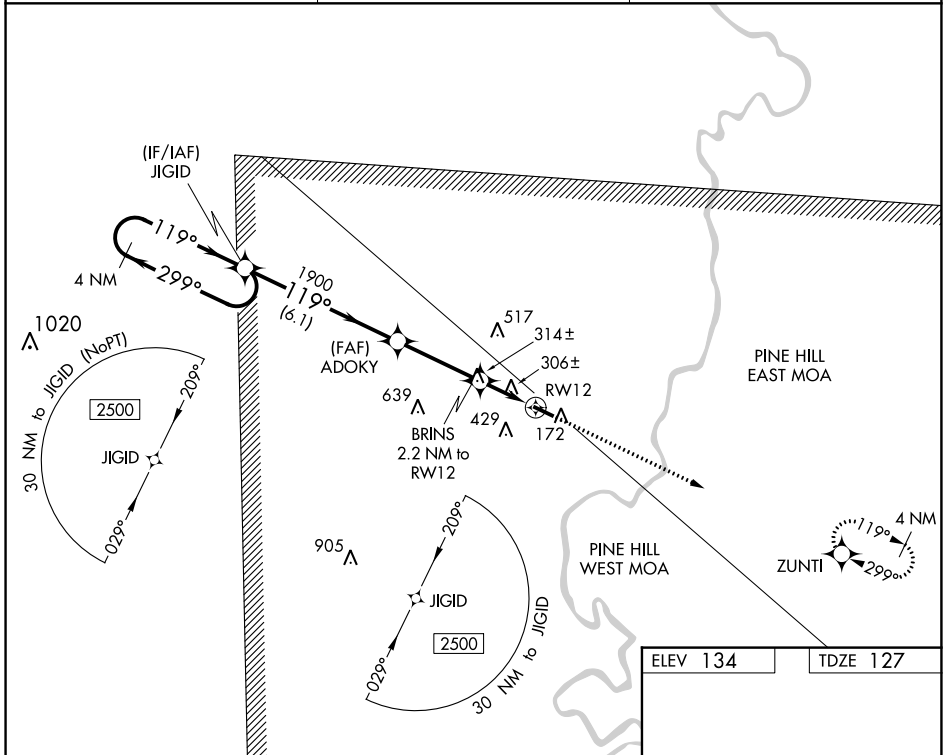 (IF/IAF)
JIGID
119°
299°
4 NM
1900
119°
(6.1)
1020
(FAF)
ADOKY
517
314±
306±
RW12
639
429
172
BRINS
2.2 NM to
RW12
PINE HILL
EAST MOA
30 NM to JIGID (NoPT)
209°
2500
JIGID
029°
905
209°
JIGID
2500
029°
30 NM to JIGID
PINE HILL
WEST MOA
ZUNTI
119°
299°
4 NM
ELEV 134
TDZE 127